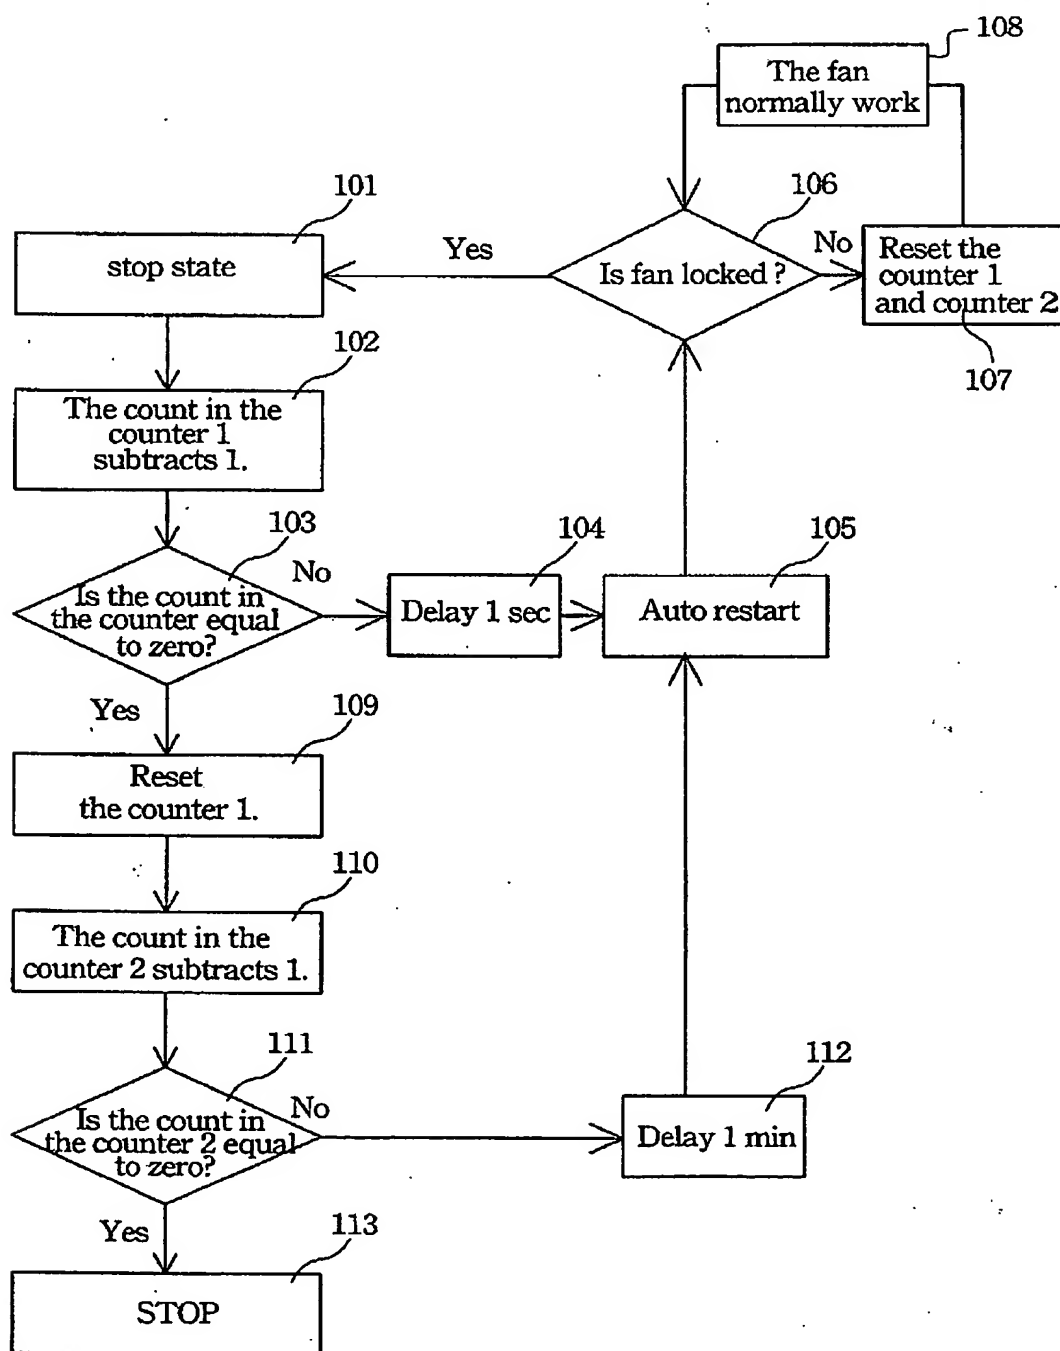 108
The fan
normally work
101
106
stop state
Yes
Is fan locked ?
No
Reset the
counter 1
and counter 2
107
102
The count in the
counter 1
subtracts 1.
103
Is the count in
the counter equal
to zero?
No
104
Delay 1 sec
105
Auto restart
Yes
109
Reset
the counter 1.
110
The count in the
counter 2 subtracts 1.
111
Is the count in
the counter 2 equal
to zero?
No
112
Delay 1 min
Yes
113
STOP